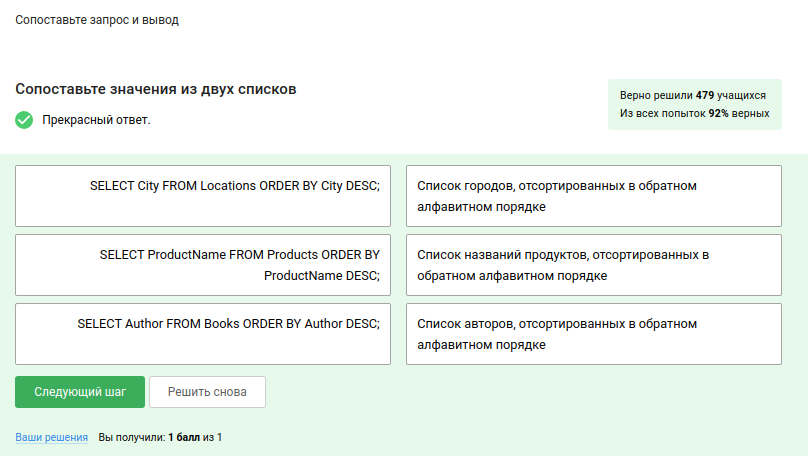 Сопоставьте запрос и вывод
Сопоставьте значения из двух списков
Прекрасный ответ.
Верно решили 479 учащихся
Из всех попыток 92% верных
SELECT City FROM Locations ORDER BY City DESC;
Список городов, отсортированных в обратном
алфавитном порядке
SELECT ProductName FROM Products ORDER BY
ProductName DESC;
Список названий продуктов, отсортированных в
обратном алфавитном порядке
SELECT Author FROM Books ORDER BY Author DESC;
Список авторов, отсортированных в обратном
алфавитном порядке
Следующий шаг
Решить снова
Ваши решения Вы получили: 1 балл из 1